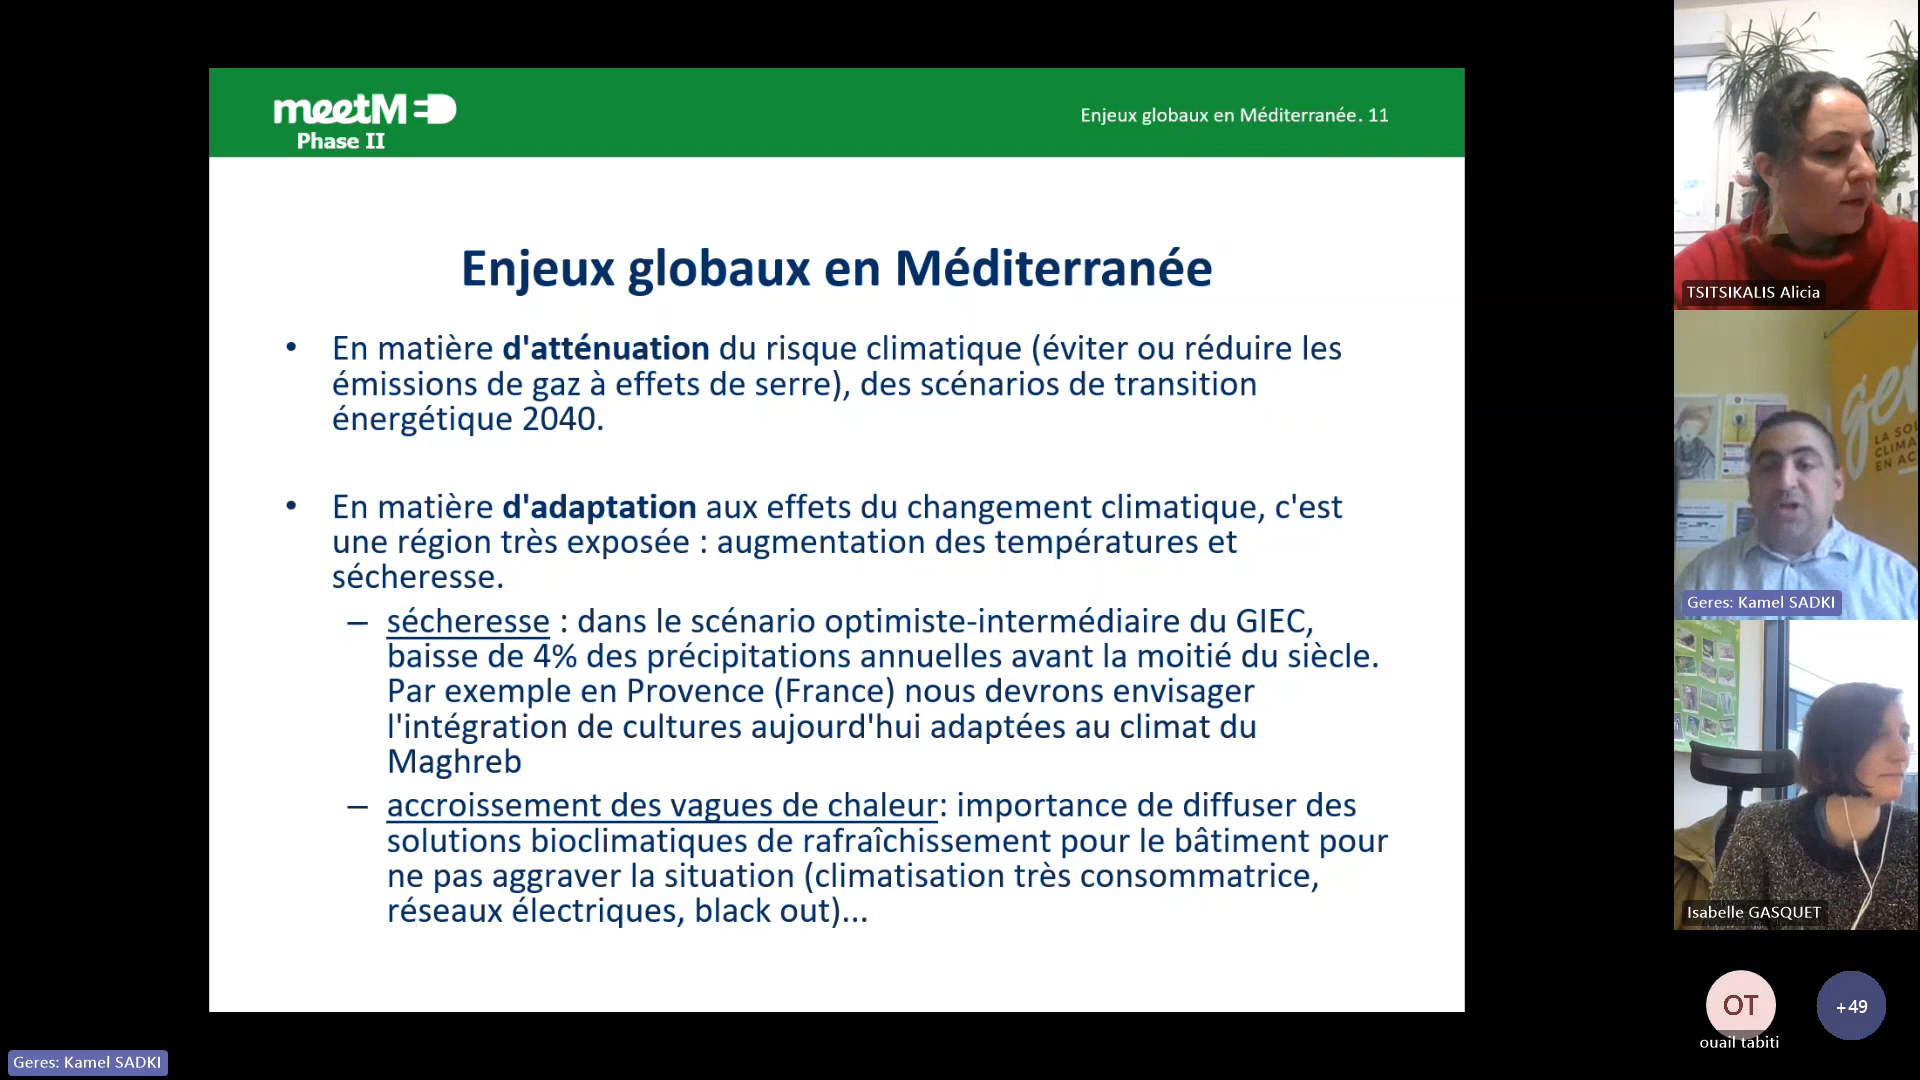 meetM
Phase II
Enjeux globaux en Méditerranée. 11
Enjeux globaux en Méditerranée
• En matière d'atténuation du risque climatique (éviter ou réduire les
émissions de gaz à effets de serre), des scénarios de transition
énergétique 2040.
• En matière d'adaptation aux effets du changement climatique, c'est
une région très exposée : augmentation des températures et
sécheresse.
– sécheresse : dans le scénario optimiste-intermédiaire du GIEC,
baisse de 4% des précipitations annuelles avant la moitié du siècle.
Par exemple en Provence (France) nous devrons envisager
l'intégration de cultures aujourd'hui adaptées au climat du
Maghreb
– accroissement des vagues de chaleur: importance de diffuser des
solutions bioclimatiques de rafraîchissement pour le bâtiment pour
ne pas aggraver la situation (climatisation très consommatrice,
réseaux électriques, black out)...
TSITSIKALIS Alicia
LA SOL
CLIMA
EN AC
Geres: Kamel SADKI
Isabelle GASQUET
OT
+49
ouail tabiti
Geres: Kamel SADKI